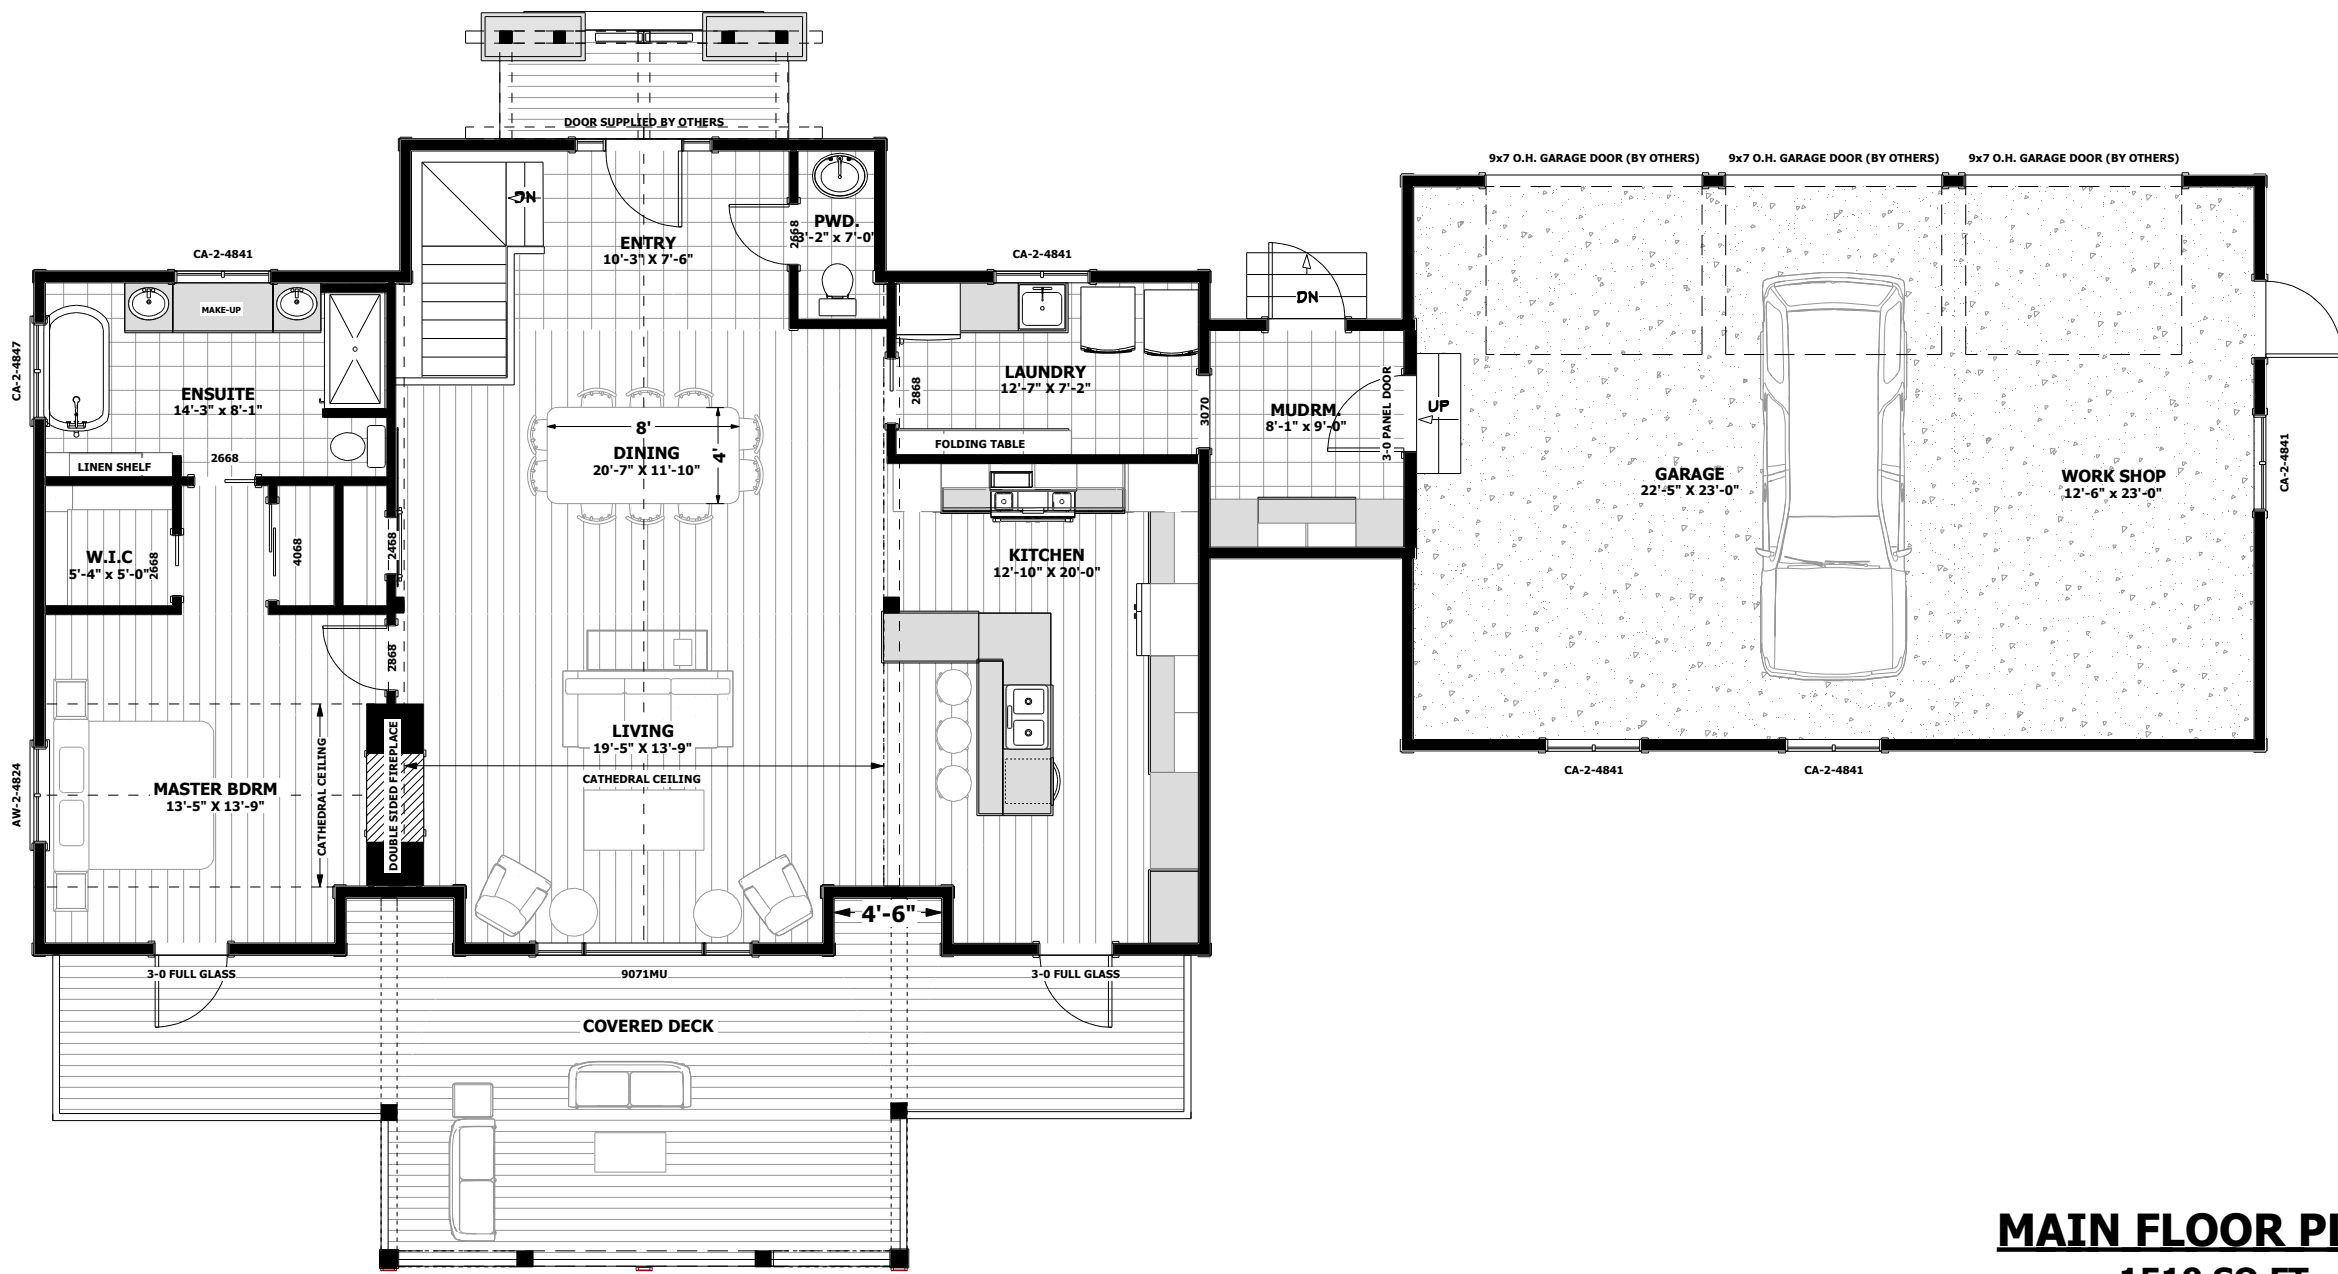 DOOR SUPPLIED BY OTHERS
9x7 O.H. GARAGE DOOR (BY OTHERS)
9x7 O.H. GARAGE DOOR (BY OTHERS)
9x7 O.H. GARAGE DOOR (BY OTHERS)
DN
PWD.
3'-2" x 7'-0"
2668
ENTRY
10'-3" X 7'-6"
CA-2-4841
CA-2-4841
DN
MAKE-UP
CA-2-4847
ENSUITE
14'-3" x 8'-1"
LAUNDRY
12'-7" X 7'-2"
2868
3070
MUDRM.
8'-1" x 9'-0"
3-0 PANEL DOOR
UP
8'
4'
DINING
20'-7" X 11'-10"
FOLDING TABLE
LINEN SHELF
2668
GARAGE
22'-5" X 23'-0"
WORK SHOP
12'-6" x 23'-0"
CA-2-4841
W.I.C
5'-4" x 5'-0"
2668
4068
2468
KITCHEN
12'-10" X 20'-0"
2868
LIVING
19'-5" X 13'-9"
CATHEDRAL CEILING
DOUBLE SIDED FIREPLACE
CATHEDRAL CEILING
MASTER BDRM
13'-5" X 13'-9"
AW-2-4824
CA-2-4841
CA-2-4841
4'-6"
3-0 FULL GLASS
9071MU
3-0 FULL GLASS
COVERED DECK
MAIN FLOOR